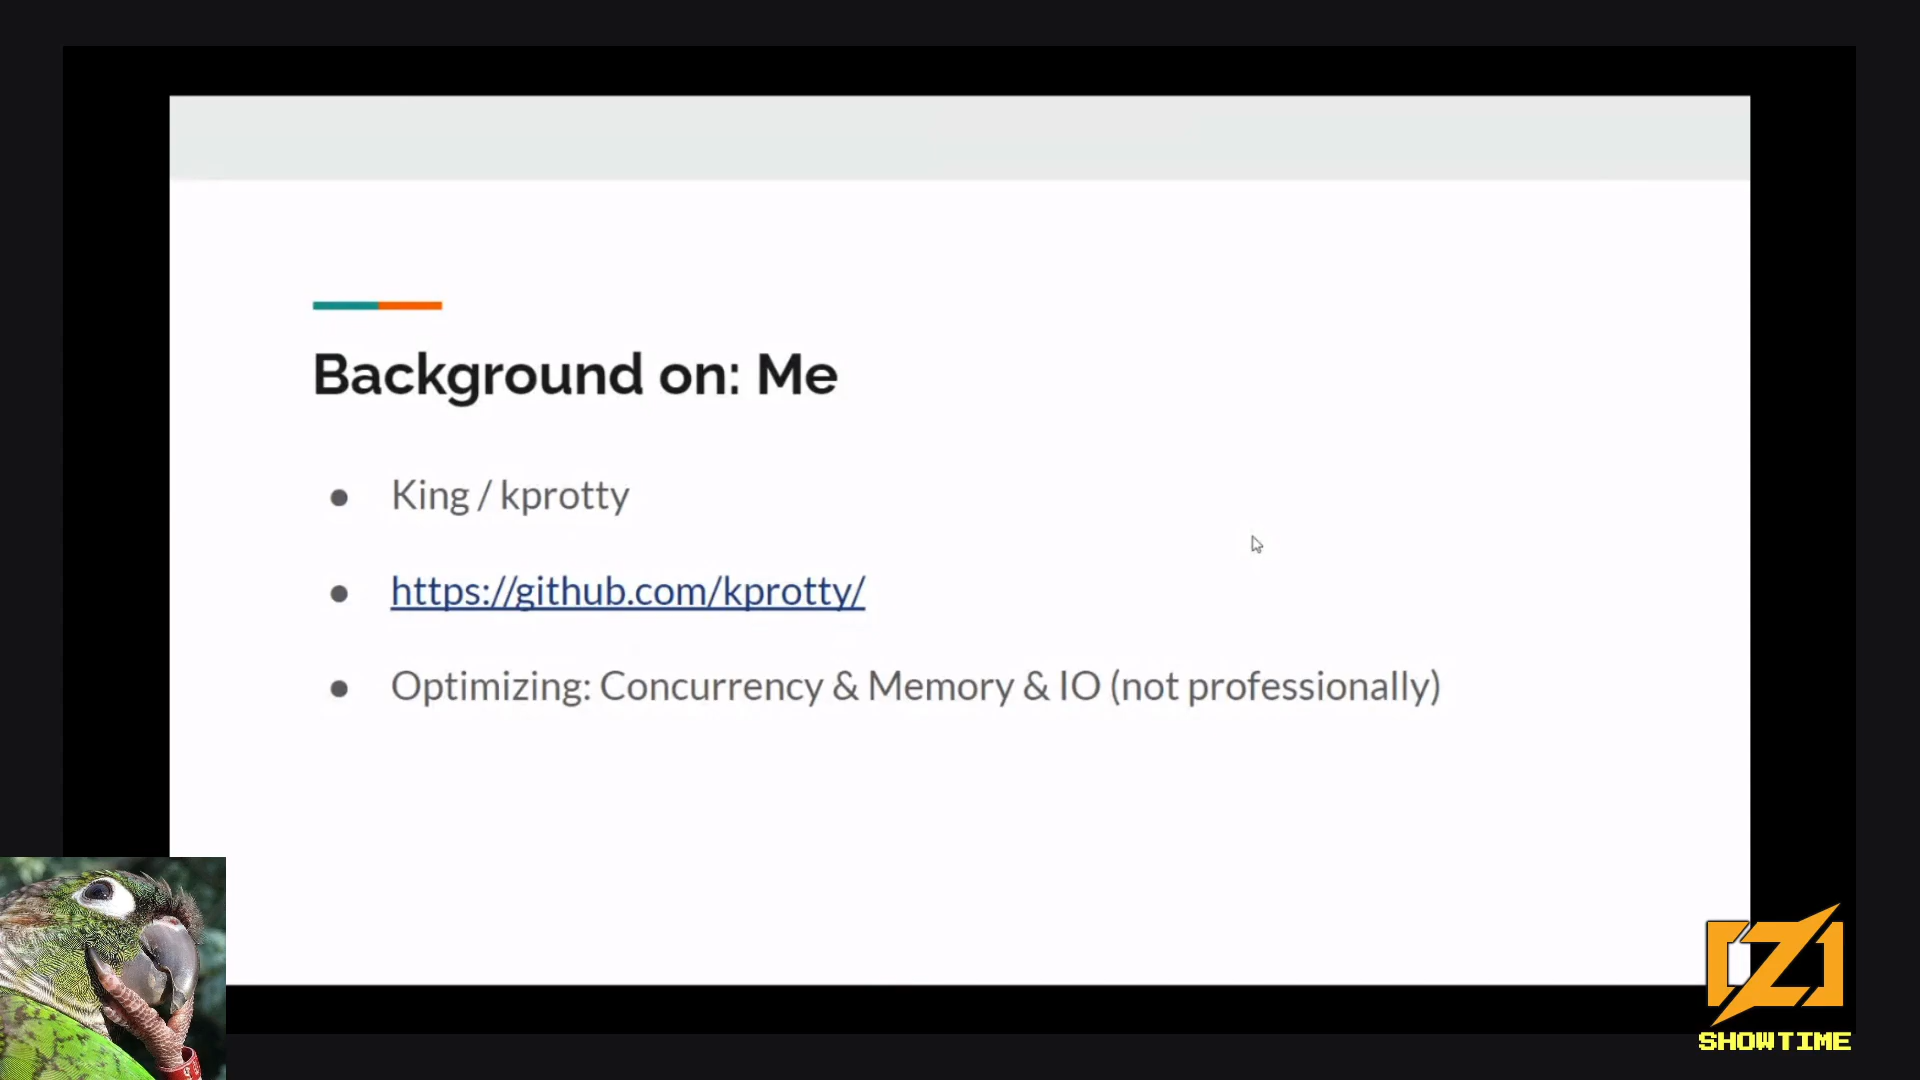 Background on: Me
King / kprotty
https://github.com/kprotty/
Optimizing: Concurrency & Memory & IO (not professionally)
SHOWTIME